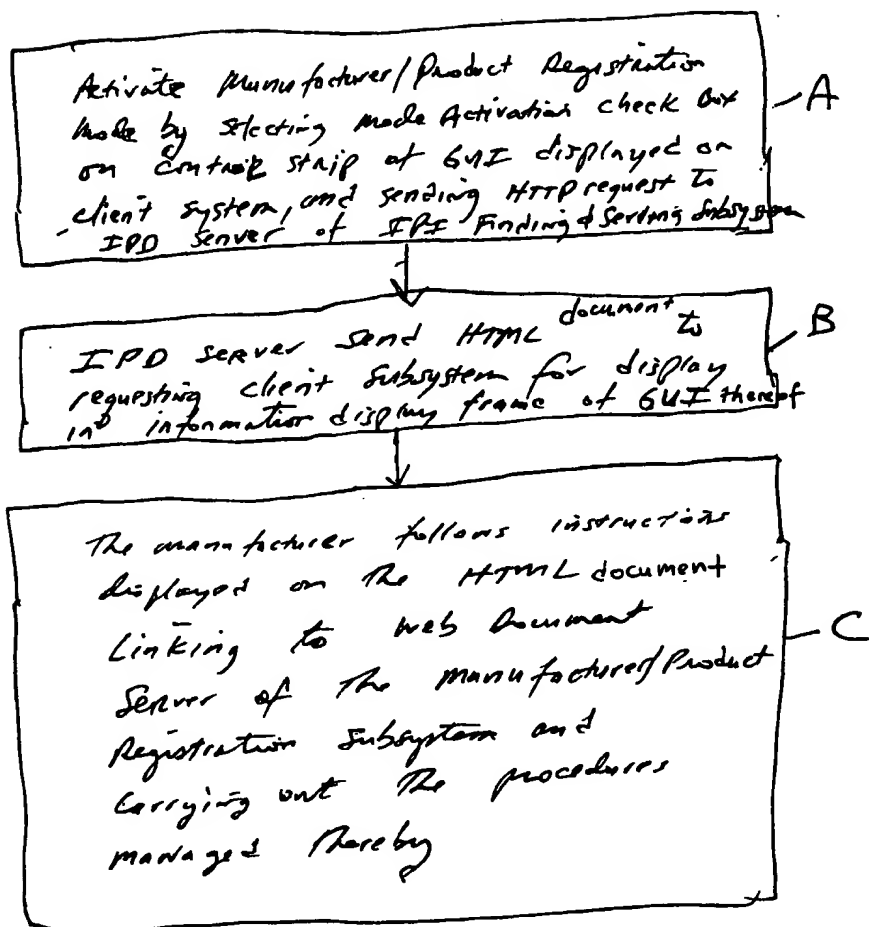 Activate Manufacturer/Product Registration
Mode by selecting mode Activation check Box
on control strip of GUI displayed on
client system, and sending HTTP request to
IPD server of IPI Finding & Serving Subsystem
A
IPD server send HTML document to
requesting client subsystem for display
in information display frame of GUI thereof
B
The manufacturer follows instructions
displayed on the HTML document
Linking to Web Document
Server of the manufacturer/Product
Registration Subsystem and
Carrying out the procedures
managed thereby
C